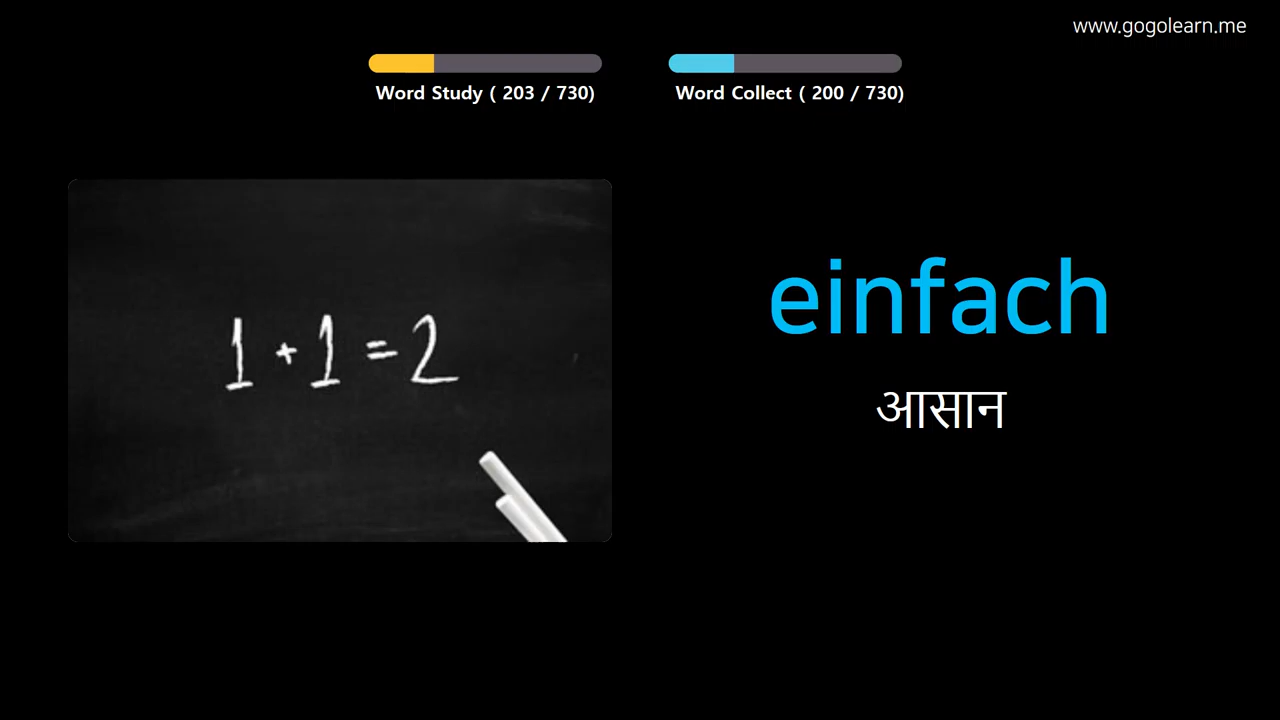 www.gogolearn.me
Word Study ( 203 / 730)
Word Collect ( 200 / 730)
1 + 1 = 2
einfach
आसान